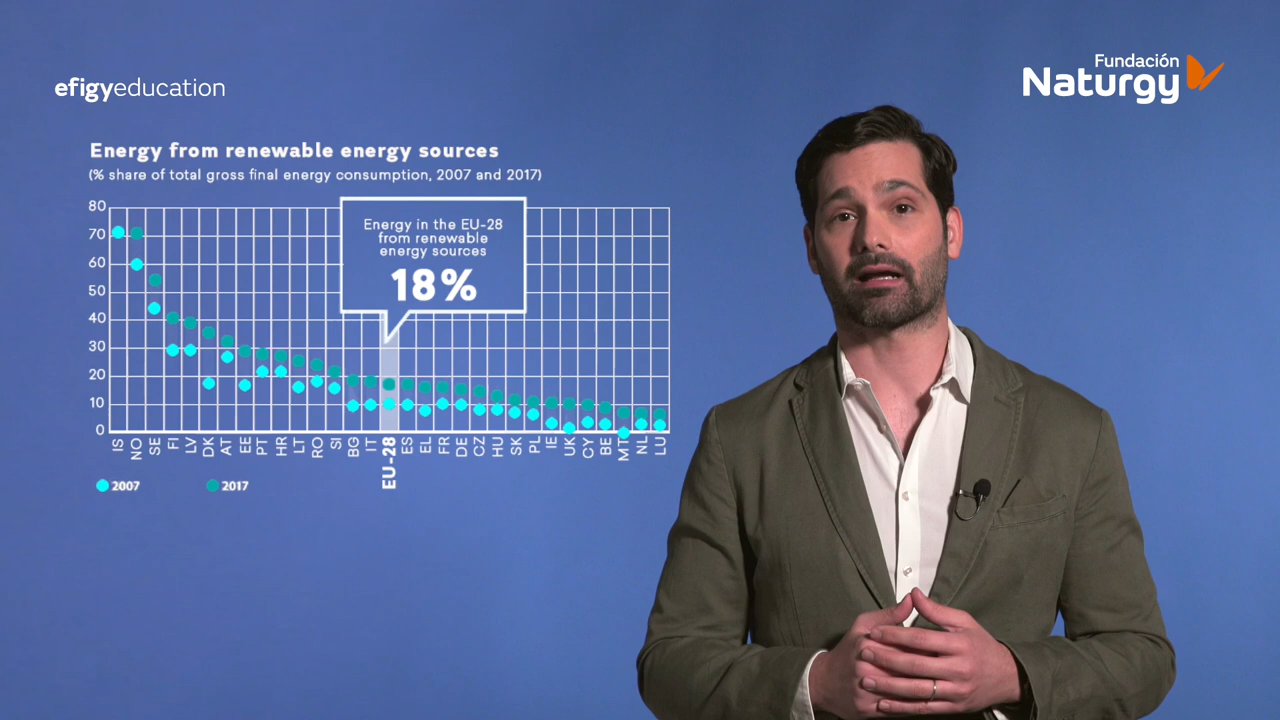 efigyeducation
Fundación
Naturgy
Energy from renewable energy sources
(% share of total gross final energy consumption, 2007 and 2017)
80
70
60
50
40
30
20
10
0
Energy in the EU-28
from renewable
energy sources
18%
IS NO SE FI LV DK AT EE PT HR LT RO SI BG IT EU-28 ES EL FR DE CZ HU SK PL IE UK CY BE MT NL LU
2007 2017